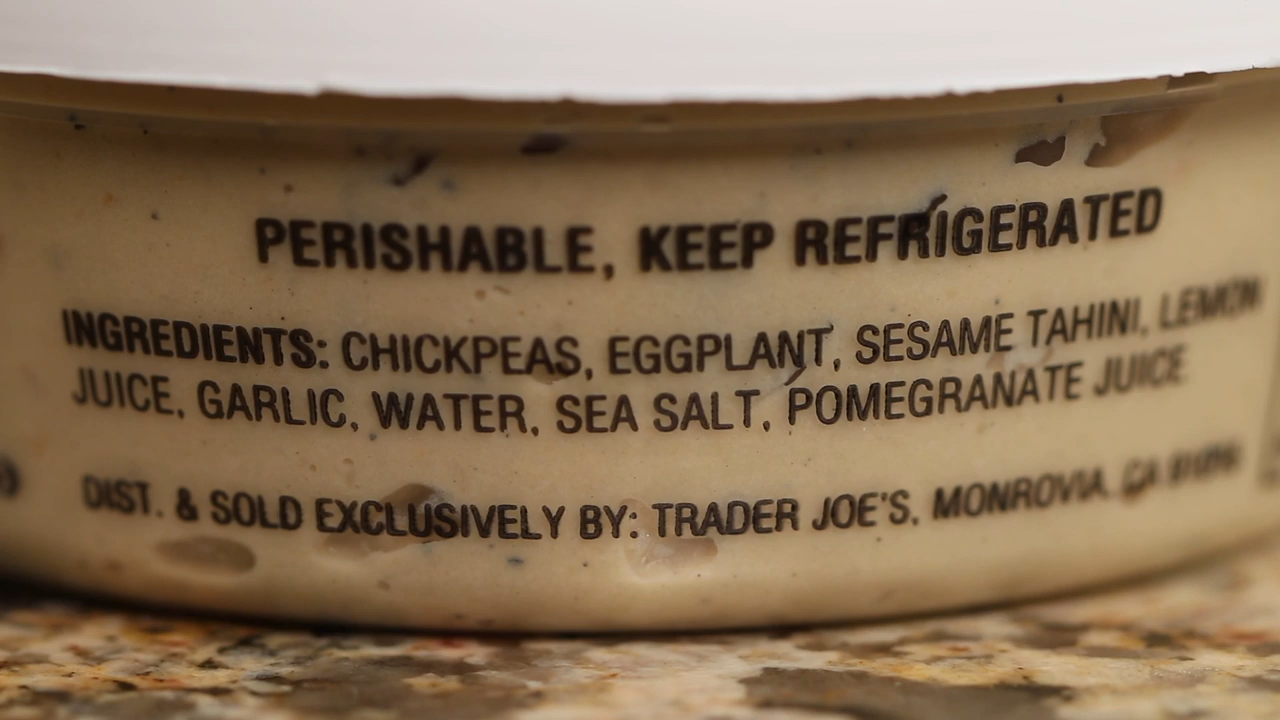 PERISHABLE, KEEP REFRIGERATED
INGREDIENTS: CHICKPEAS, EGGPLANT, SESAME TAHINI, LEMON
JUICE, GARLIC, WATER, SEA SALT, POMEGRANATE JUICE
DIST. & SOLD EXCLUSIVELY BY: TRADER JOE'S, MONROVIA, CA